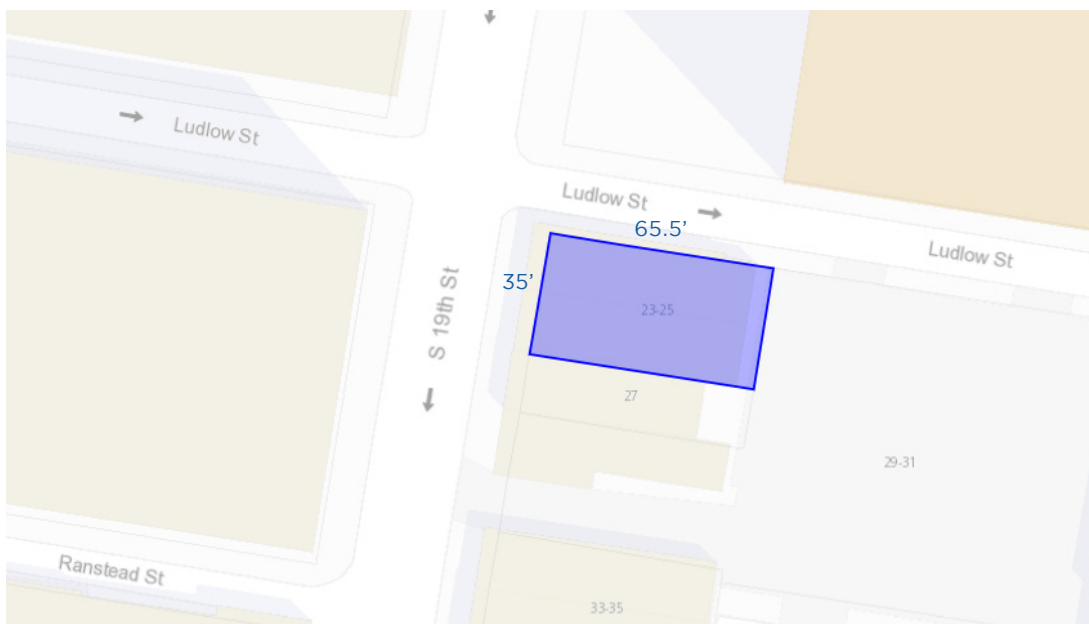 Ludlow St
Ludlow St
65.5'
Ludlow St
35'
S 19th St
23-25
27
29-31
Ranstead St
33-35